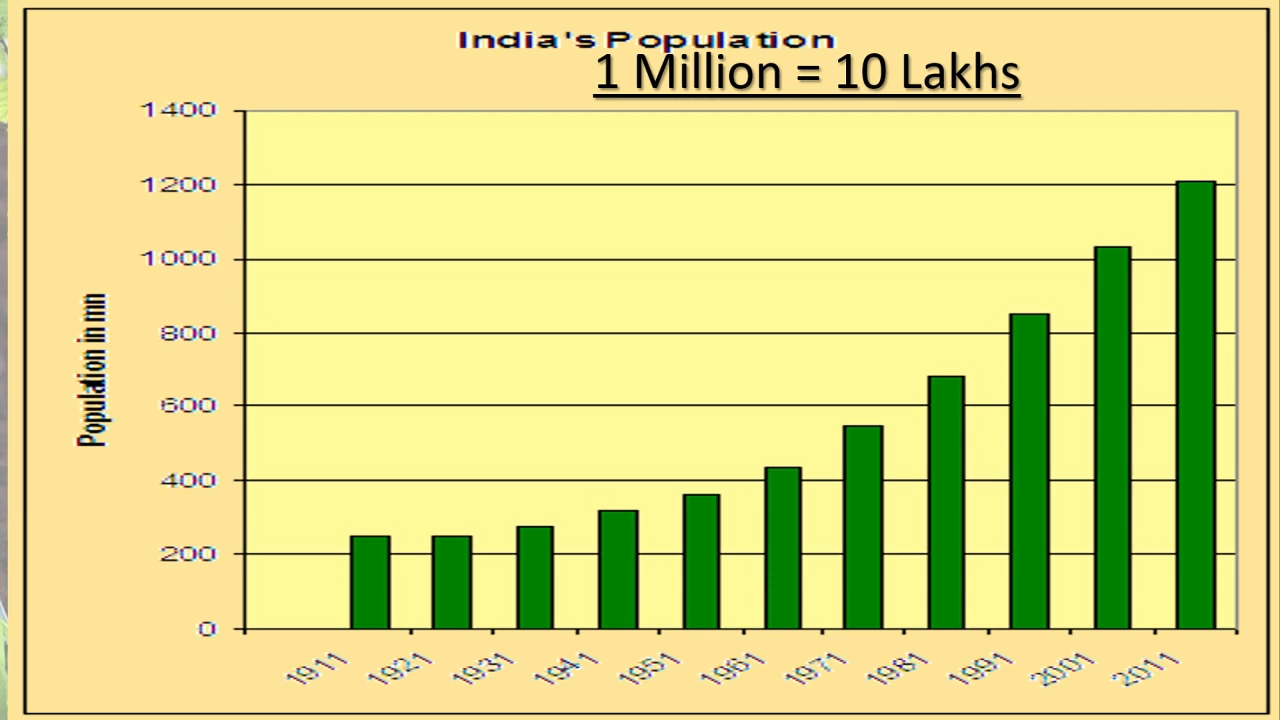 India's Population
1 Million = 10 Lakhs
1400
1200
1000
800
600
400
200
0
Population in mn
1911 1921 1931 1941 1951 1961 1971 1981 1991 2001 2011